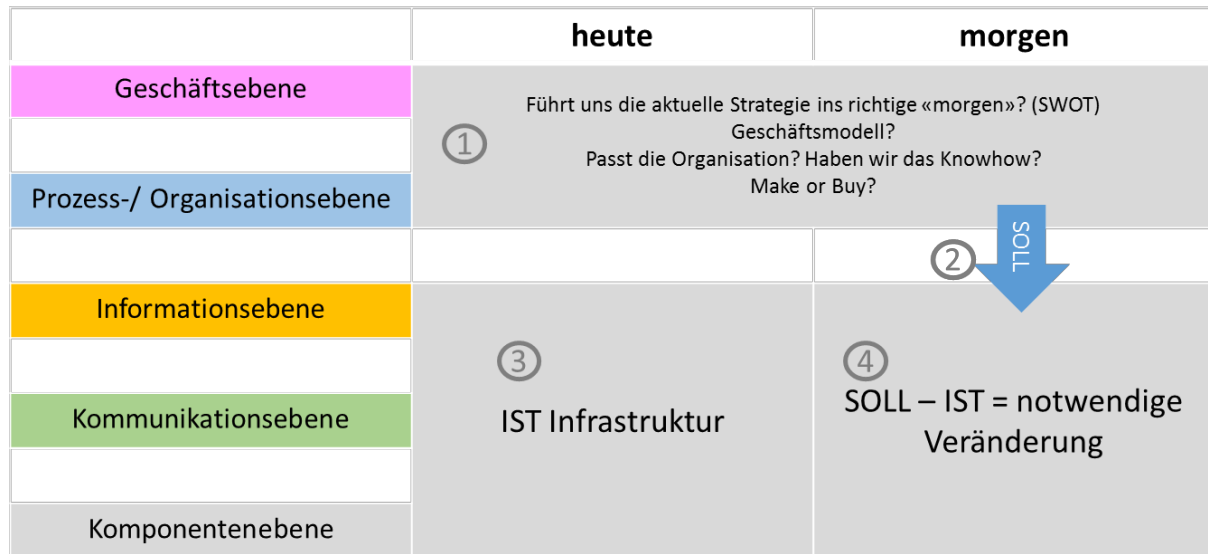 heute
morgen
Geschäftsebene
Führt uns die aktuelle Strategie ins richtige «morgen»? (SWOT)
Geschäftsmodell?
1
Passt die Organisation? Haben wir das Knowhow?
Make or Buy?
Prozess-/ Organisationsebene
SOLL
2
Informationsebene
3
4
IST Infrastruktur
SOLL – IST = notwendige
Veränderung
Kommunikationsebene
Komponentenebene